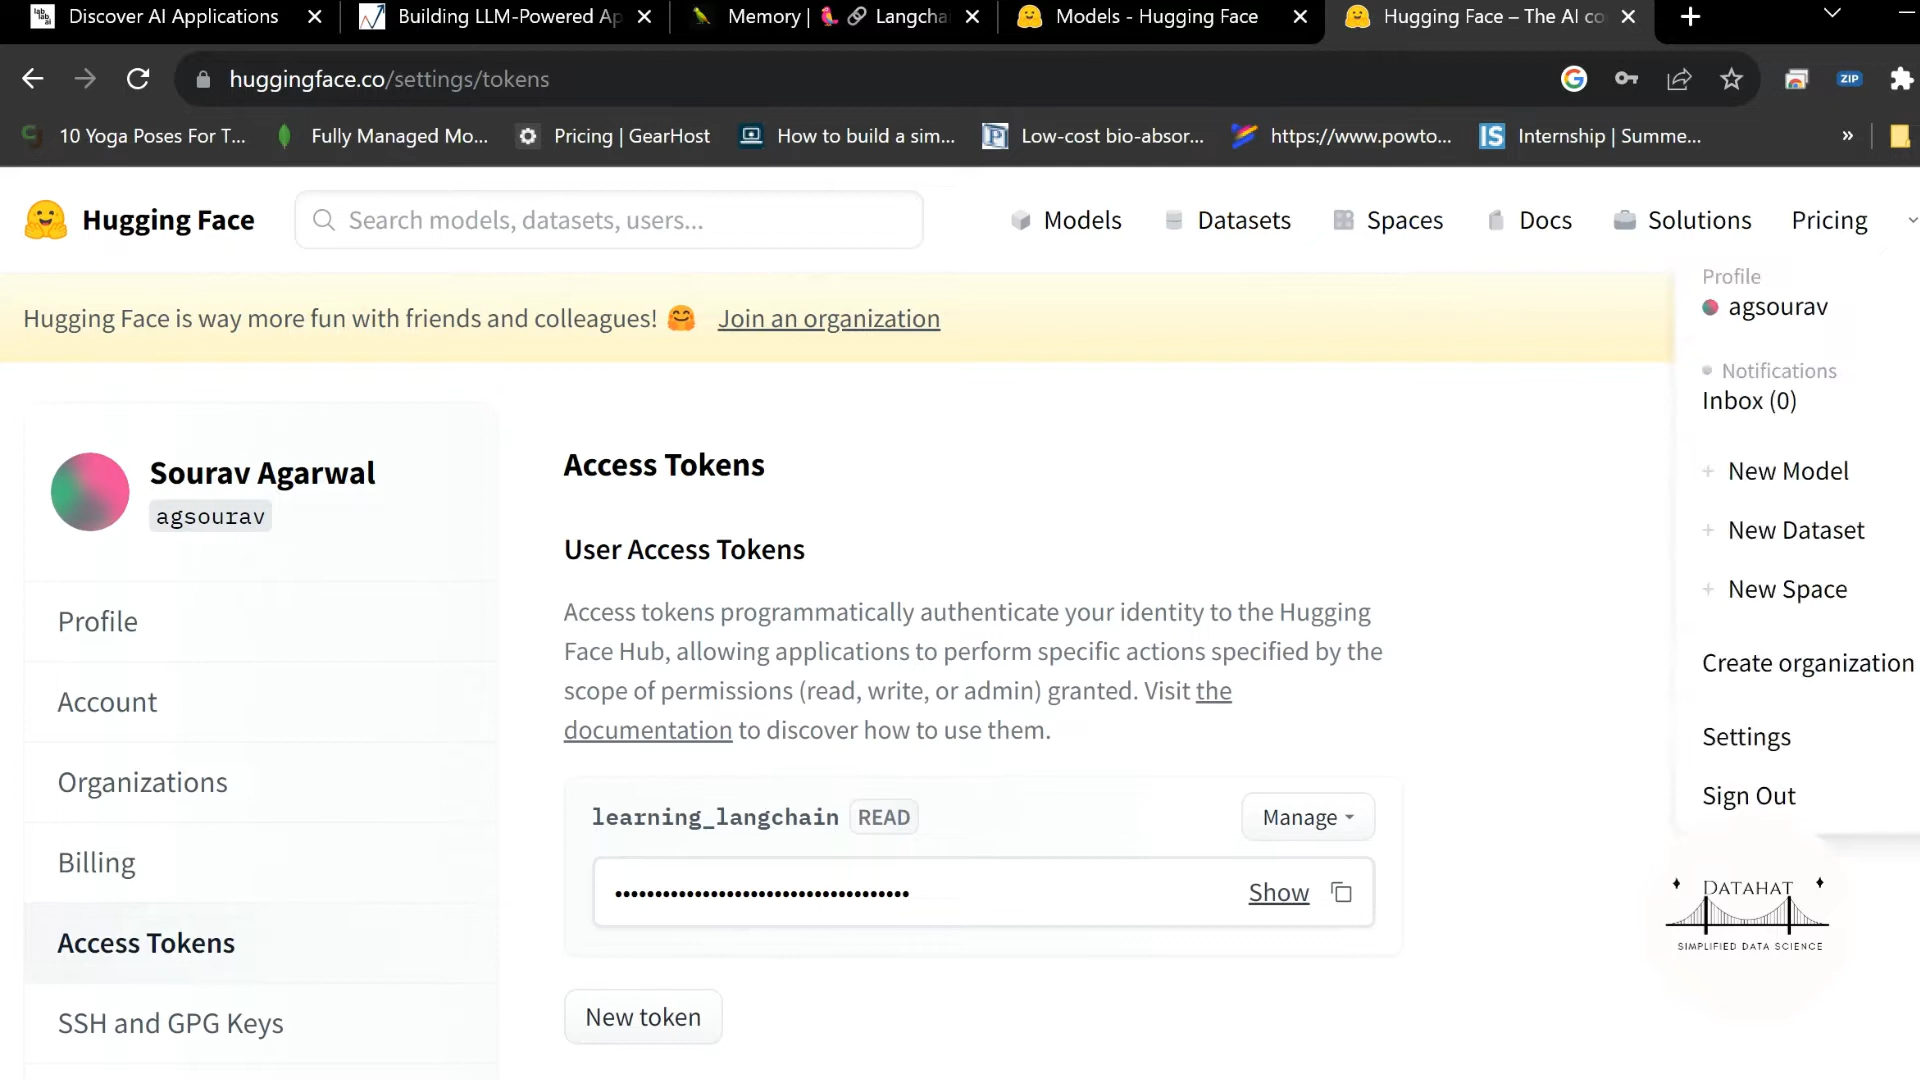 Discover AI Applications
Building LLM-Powered Ap
Memory | 🦜🔗 Langchai
Models - Hugging Face
Hugging Face – The AI co
huggingface.co/settings/tokens
ZIP
10 Yoga Poses For T...
Fully Managed Mo...
Pricing | GearHost
How to build a sim...
Low-cost bio-absor...
https://www.powto...
IS
Internship | Summe...
»
Hugging Face
Search models, datasets, users...
Models
Datasets
Spaces
Docs
Solutions
Pricing
Hugging Face is way more fun with friends and colleagues! 🤗 Join an organization
Profile
agsourav
Notifications
Inbox (0)
+ New Model
+ New Dataset
+ New Space
Create organization
Settings
Sign Out
Sourav Agarwal
agsourav
Profile
Account
Organizations
Billing
Access Tokens
SSH and GPG Keys
Access Tokens
User Access Tokens
Access tokens programmatically authenticate your identity to the Hugging
Face Hub, allowing applications to perform specific actions specified by the
scope of permissions (read, write, or admin) granted. Visit the
documentation to discover how to use them.
learning_langchain READ
Manage
Show
New token
DATAHAT
SIMPLIFIED DATA SCIENCE